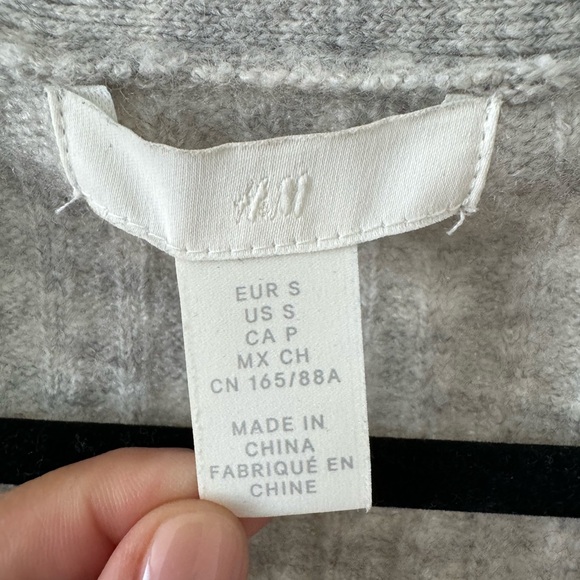 H&M
EUR S
US S
CA P
MX CH
CN 165/88A
MADE IN
CHINA
FABRIQUÉ EN
CHINE